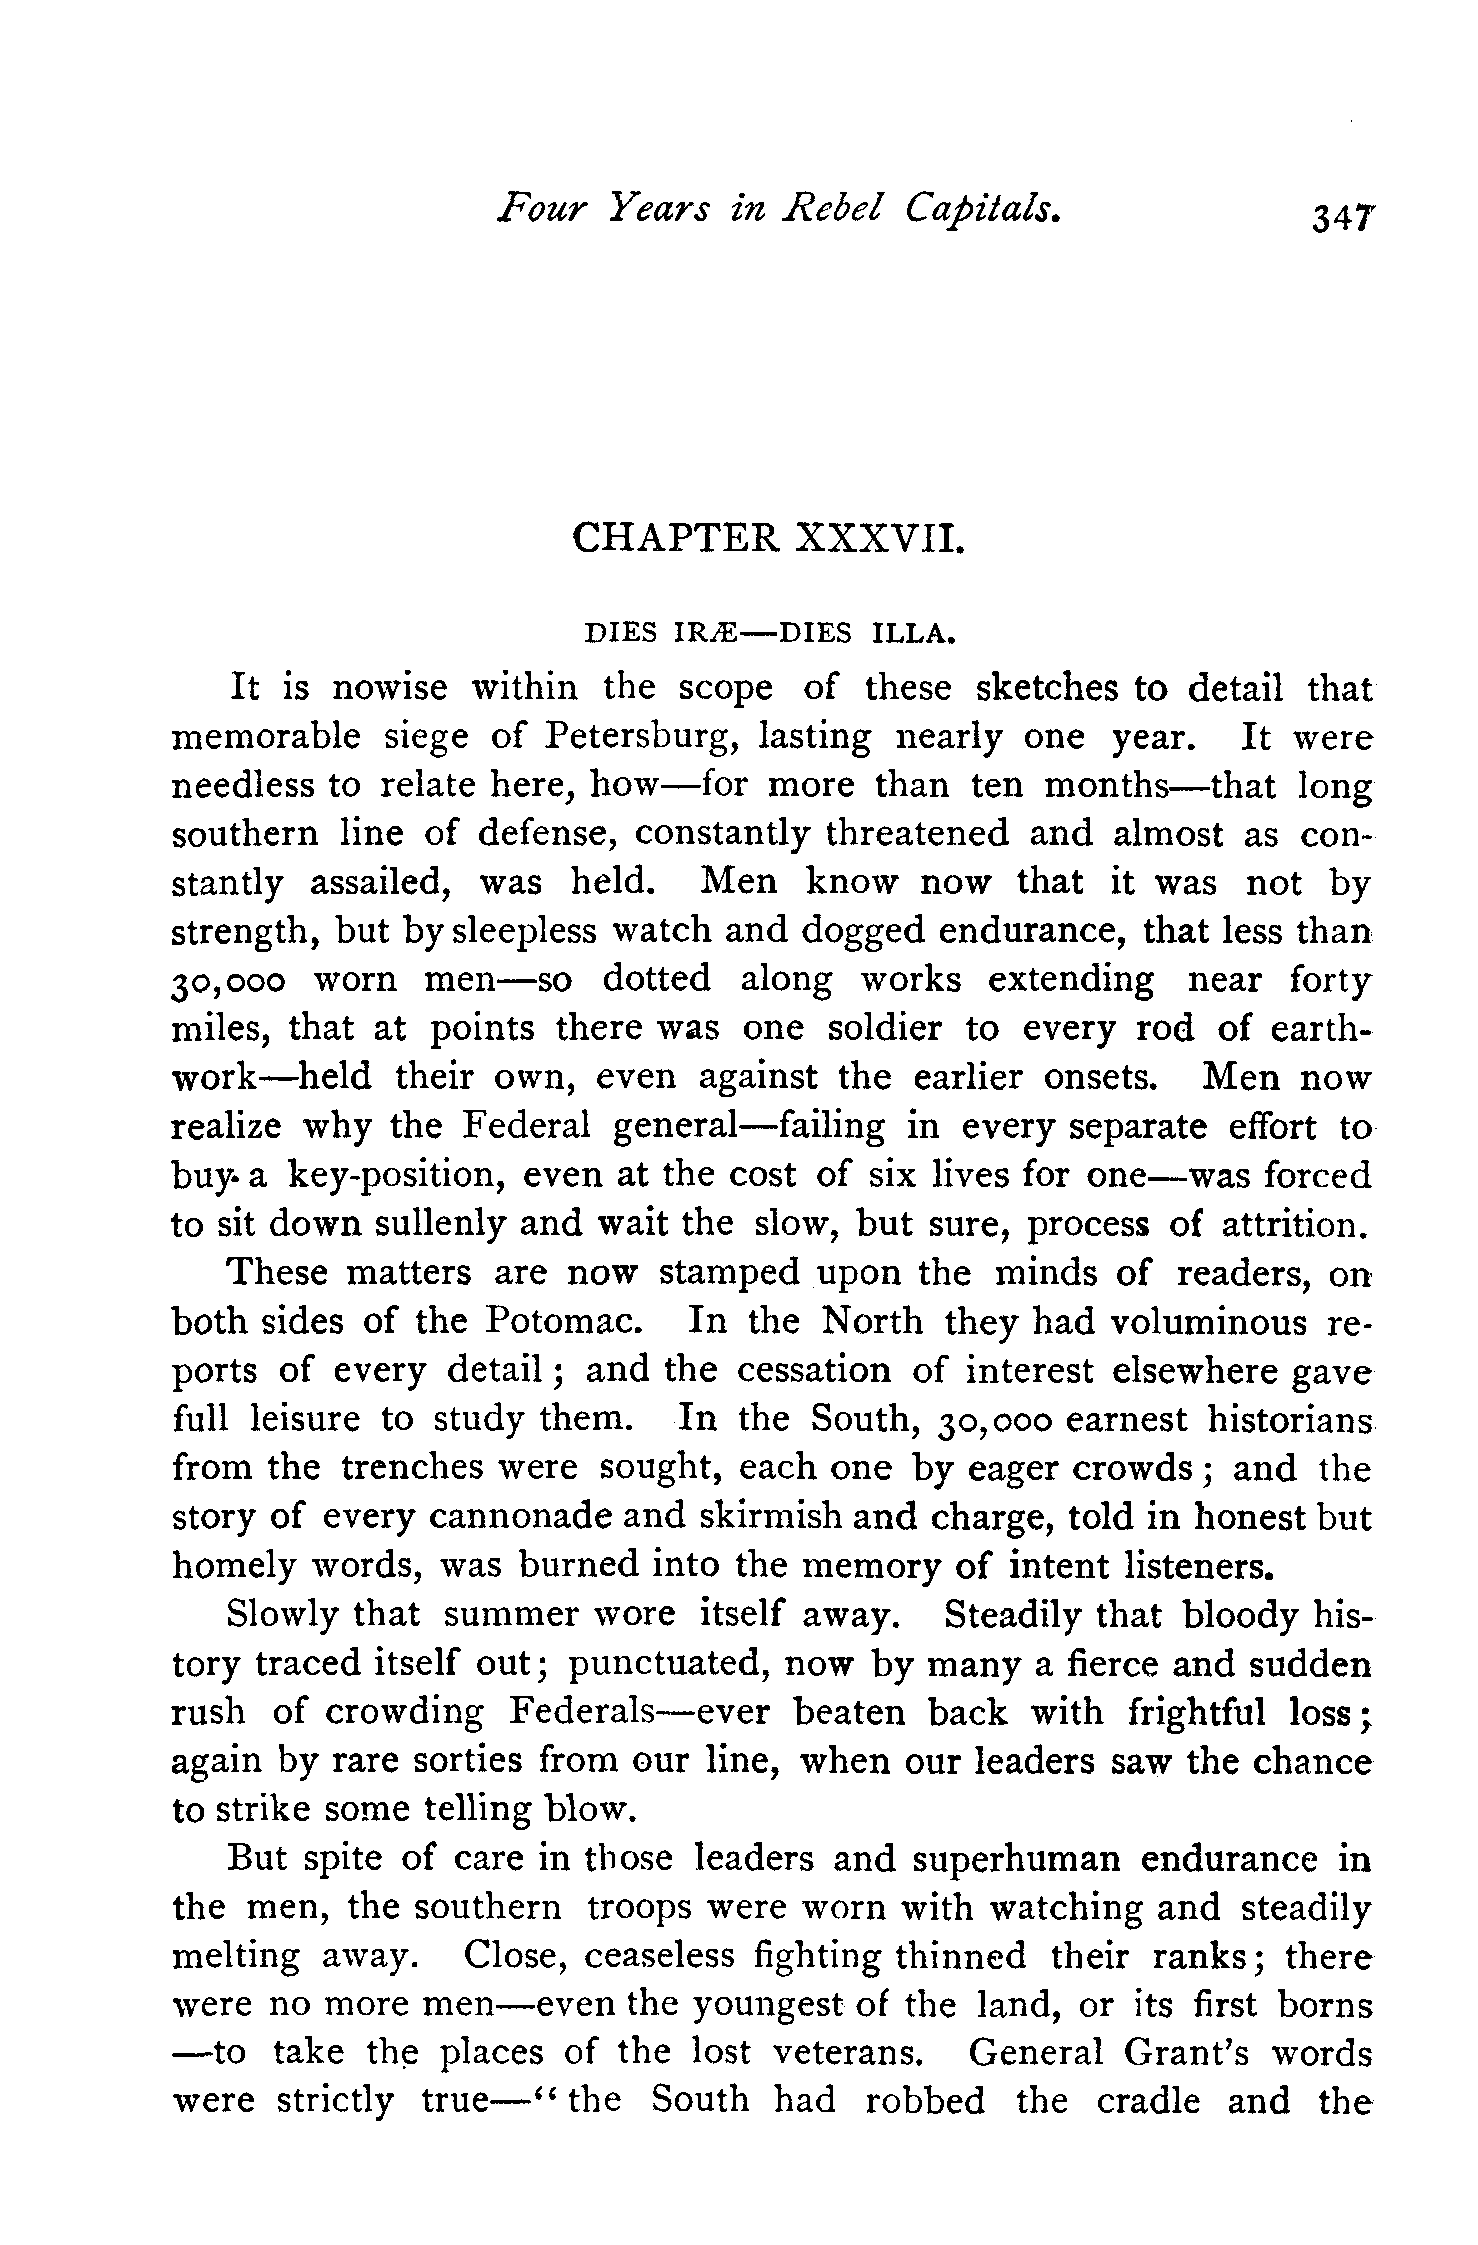 Four Years in Rebel Capitals. 347
CHAPTER XXXVII.
DIES IRÆ—DIES ILLA.
It is nowise within the scope of these sketches to detail that
memorable siege of Petersburg, lasting nearly one year. It were
needless to relate here, how—for more than ten months—that long
southern line of defense, constantly threatened and almost as con-
stantly assailed, was held. Men know now that it was not by
strength, but by sleepless watch and dogged endurance, that less than
30,000 worn men—so dotted along works extending near forty
miles, that at points there was one soldier to every rod of earth-
work—held their own, even against the earlier onsets. Men now
realize why the Federal general—failing in every separate effort to
buy a key-position, even at the cost of six lives for one—was forced
to sit down sullenly and wait the slow, but sure, process of attrition.
These matters are now stamped upon the minds of readers, on
both sides of the Potomac. In the North they had voluminous re-
ports of every detail; and the cessation of interest elsewhere gave
full leisure to study them. In the South, 30,000 earnest historians
from the trenches were sought, each one by eager crowds; and the
story of every cannonade and skirmish and charge, told in honest but
homely words, was burned into the memory of intent listeners.
Slowly that summer wore itself away. Steadily that bloody his-
tory traced itself out; punctuated, now by many a fierce and sudden
rush of crowding Federals—ever beaten back with frightful loss;
again by rare sorties from our line, when our leaders saw the chance
to strike some telling blow.
But spite of care in those leaders and superhuman endurance in
the men, the southern troops were worn with watching and steadily
melting away. Close, ceaseless fighting thinned their ranks; there
were no more men—even the youngest of the land, or its first borns
—to take the places of the lost veterans. General Grant's words
were strictly true—“the South had robbed the cradle and the